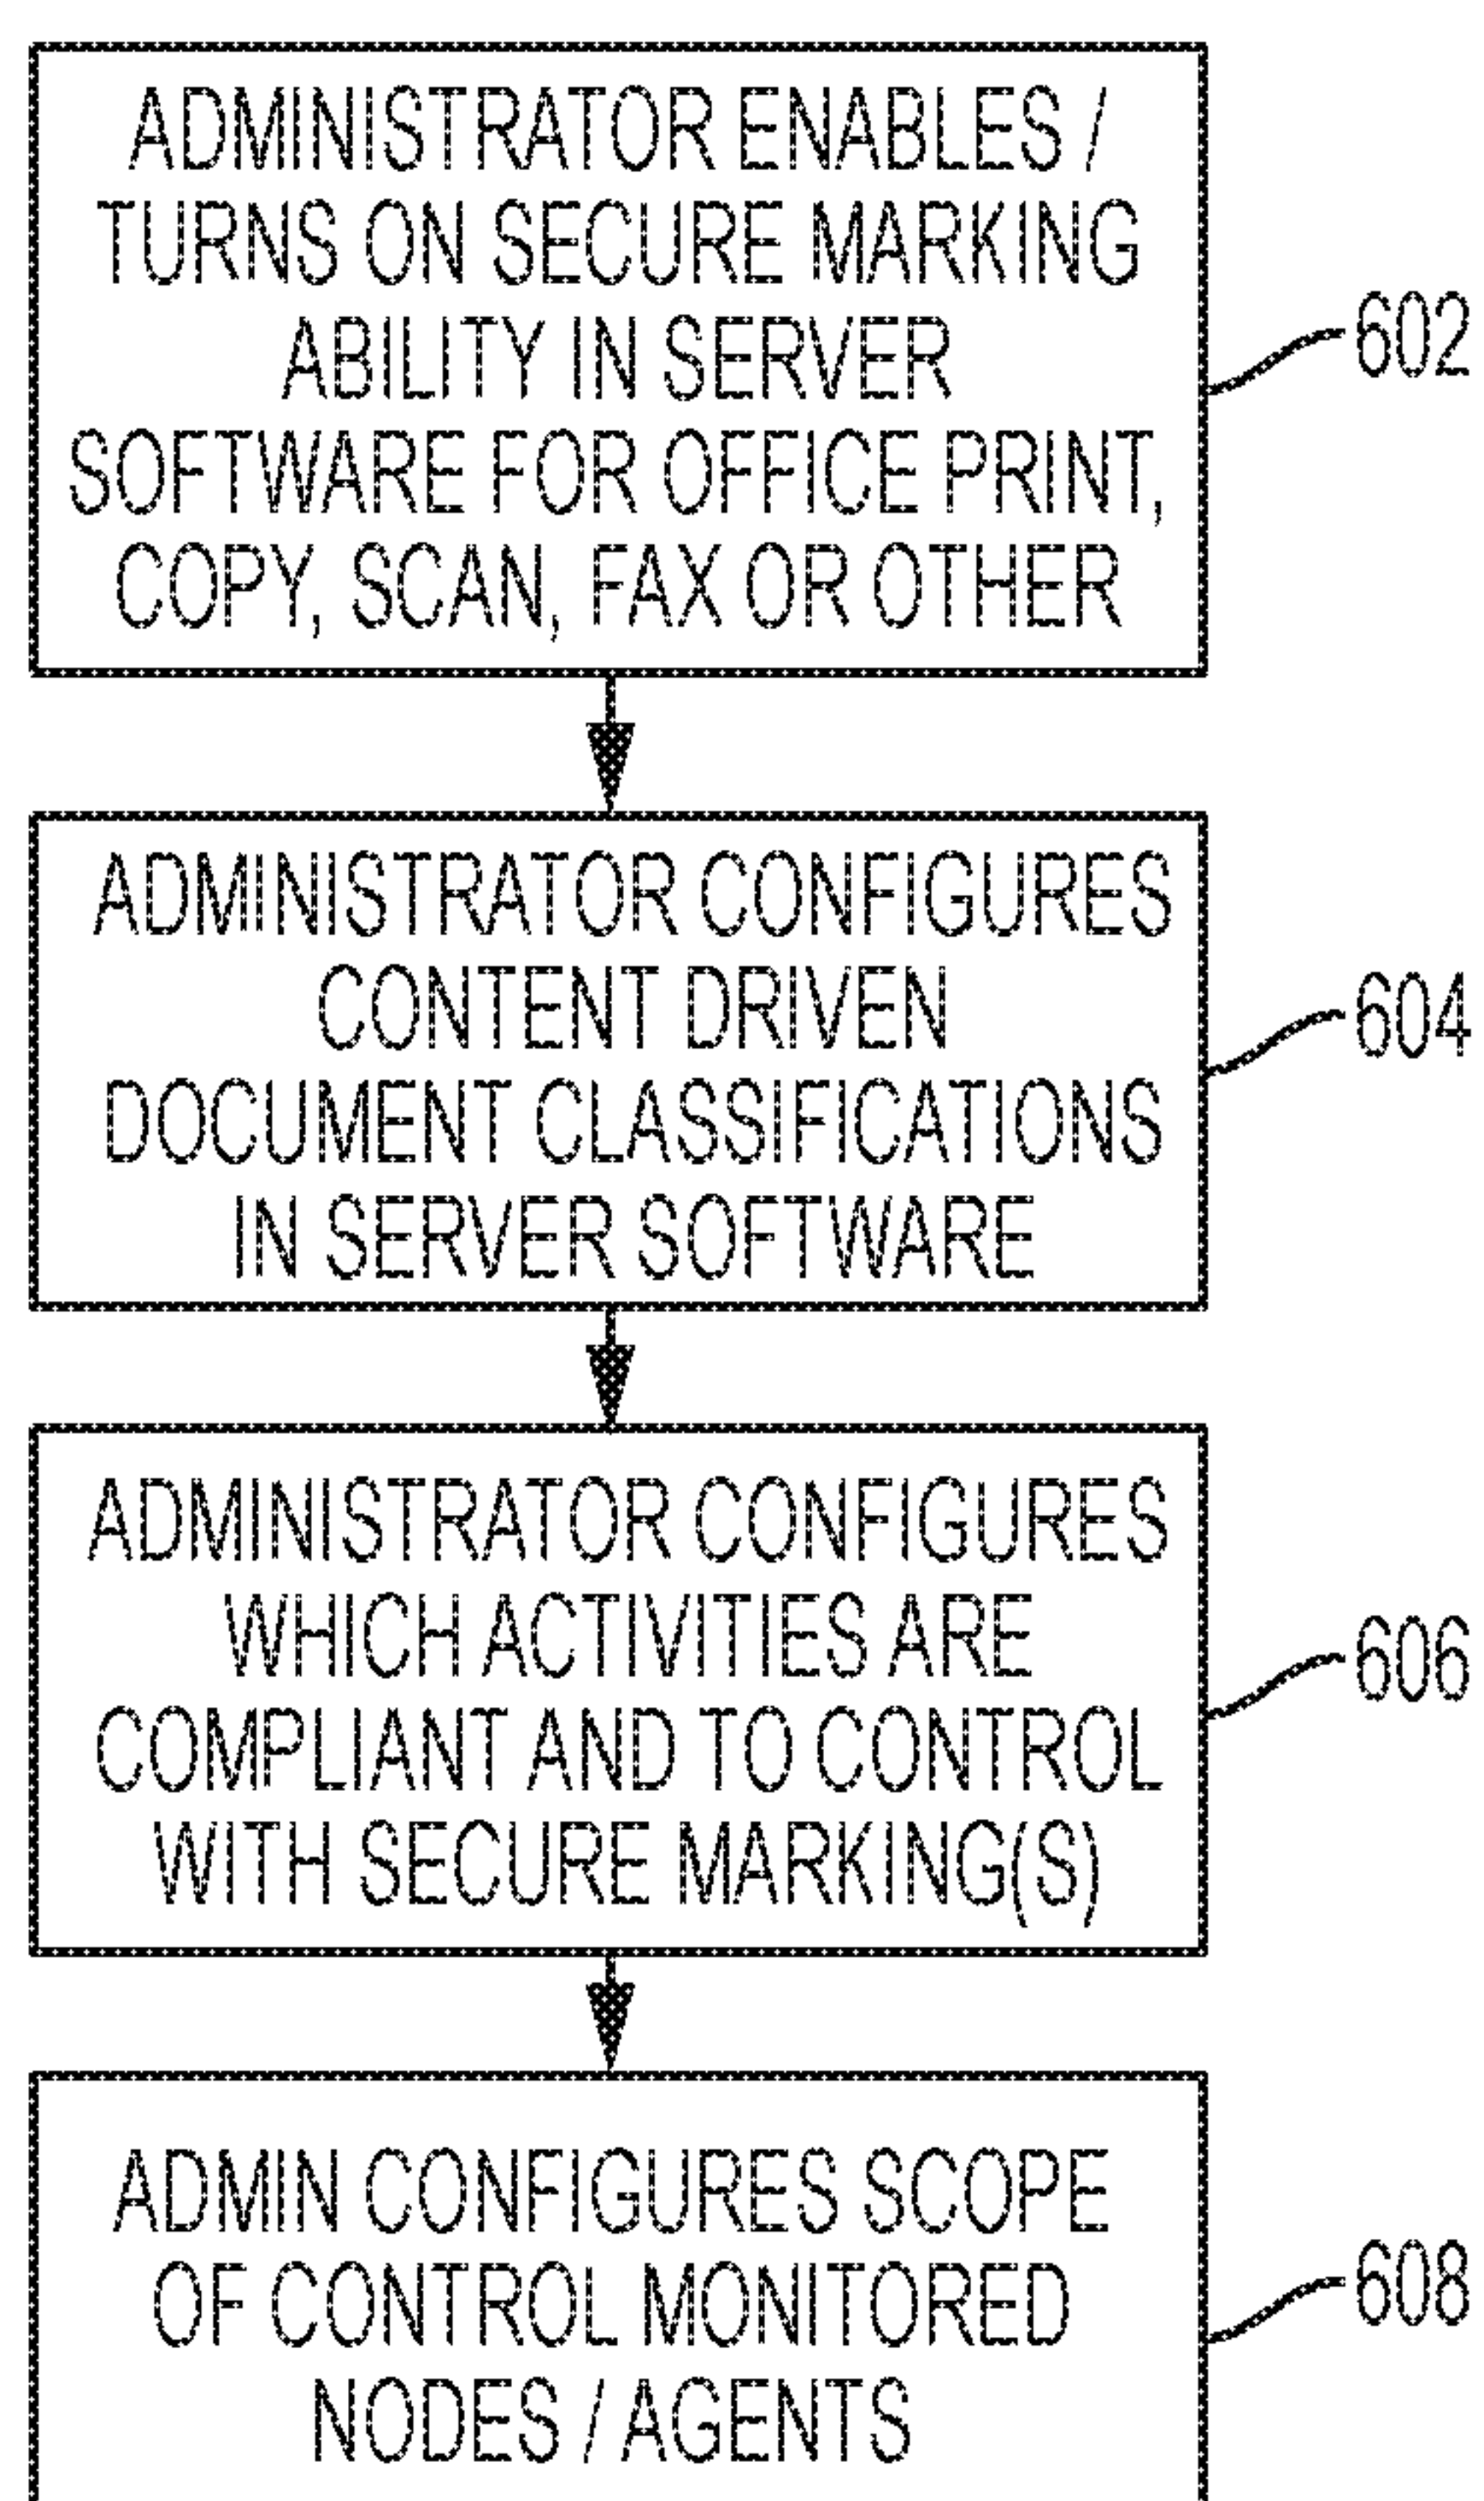 ADMINISTRATOR ENABLES /
TURNS ON SECURE MARKING
ABILITY IN SERVER
SOFTWARE FOR OFFICE PRINT,
COPY, SCAN, FAX OR OTHER
602
ADMINISTRATOR CONFIGURES
CONTENT DRIVEN
DOCUMENT CLASSIFICATIONS
IN SERVER SOFTWARE
604
ADMINISTRATOR CONFIGURES
WHICH ACTIVITIES ARE
COMPLIANT AND TO CONTROL
WITH SECURE MARKING(S)
606
ADMIN CONFIGURES SCOPE
OF CONTROL MONITORED
NODES / AGENTS
608